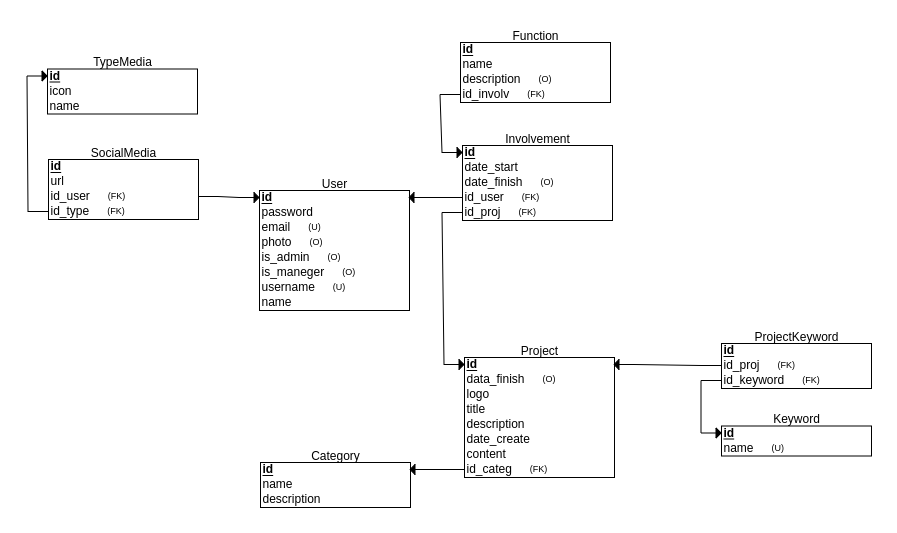 Function
id
name
description (O)
id_involv (FK)
TypeMedia
id
icon
name
SocialMedia
id
url
id_user (FK)
id_type (FK)
User
id
password
email (U)
photo (O)
is_admin (O)
is_maneger (O)
username (U)
name
Involvement
id
date_start
date_finish (O)
id_user (FK)
id_proj (FK)
Project
id
data_finish (O)
logo
title
description
date_create
content
id_categ (FK)
ProjectKeyword
id
id_proj (FK)
id_keyword (FK)
Keyword
id
name (U)
Category
id
name
description